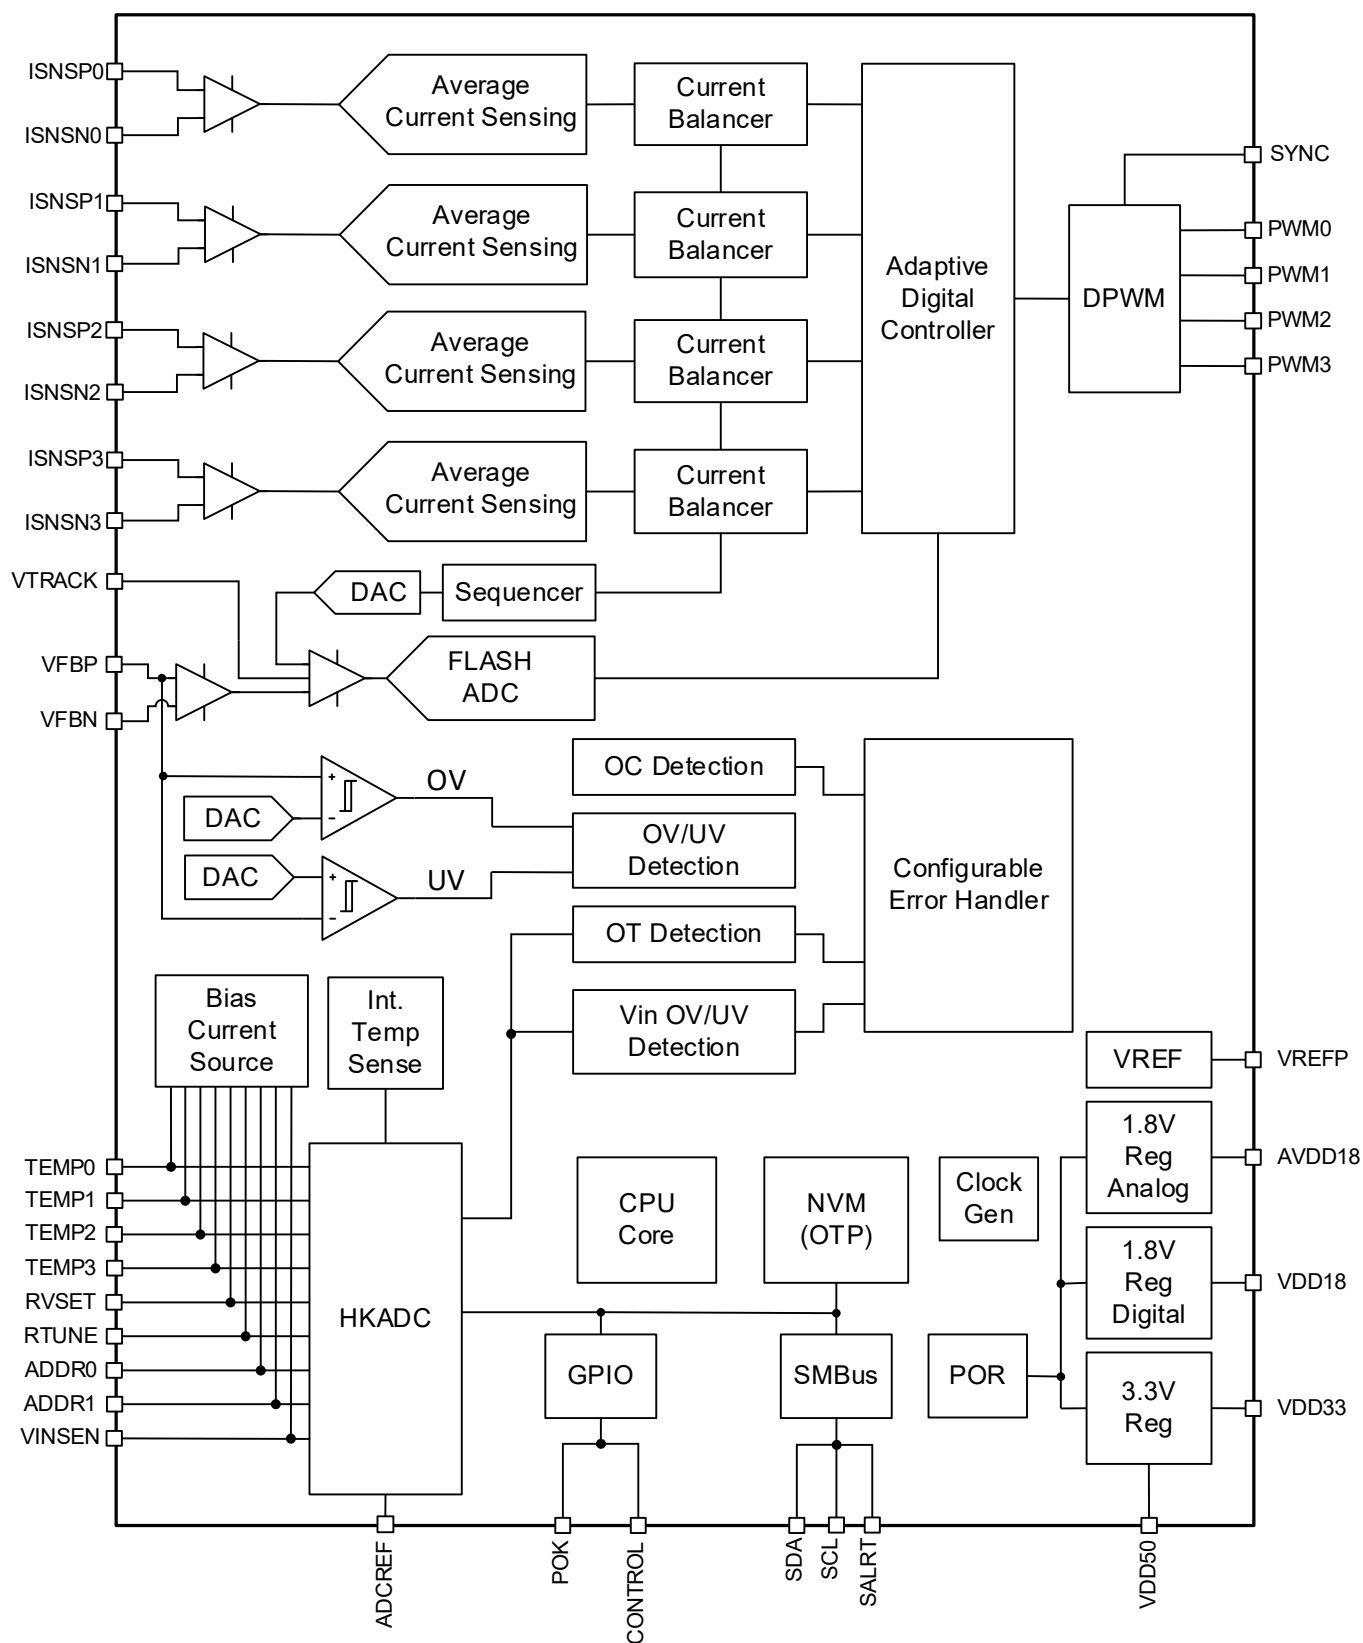 ISNSP0
ISNSN0
Average
Current Sensing
Current
Balancer
ISNSP1
ISNSN1
Average
Current Sensing
Current
Balancer
ISNSP2
ISNSN2
Average
Current Sensing
Current
Balancer
ISNSP3
ISNSN3
Average
Current Sensing
Current
Balancer
Adaptive
Digital
Controller
DPWM
SYNC
PWM0
PWM1
PWM2
PWM3
VTRACK
DAC
Sequencer
VFBP
VFBN
FLASH
ADC
+
-
OV
DAC
DAC
+
-
UV
OC Detection
OV/UV
Detection
OT Detection
Vin OV/UV
Detection
Configurable
Error Handler
Bias
Current
Source
Int.
Temp
Sense
TEMP0
TEMP1
TEMP2
TEMP3
RVSET
RTUNE
ADDR0
ADDR1
VINSEN
HKADC
CPU
Core
NVM
(OTP)
Clock
Gen
GPIO
SMBus
POR
VREF
VREFP
1.8V
Reg
Analog
AVDD18
1.8V
Reg
Digital
VDD18
3.3V
Reg
VDD33
ADCREF
POK
CONTROL
SDA
SCL
SALRT
VDD50